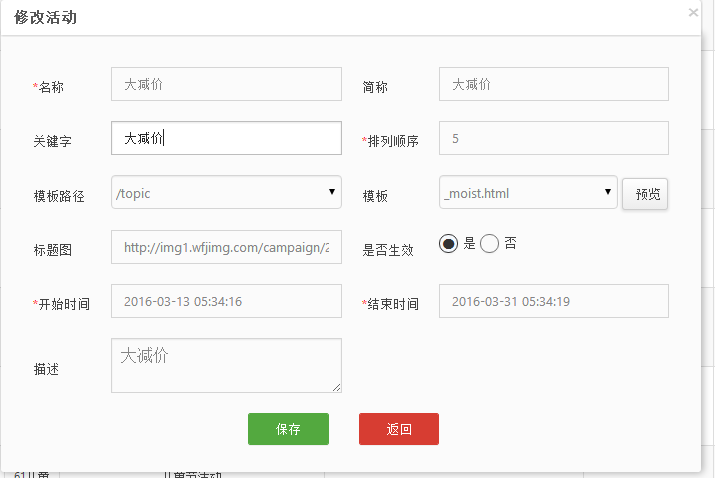 修改活动
×
*名称 大减价 简称 大减价
关键字 大减价 *排列顺序 5
模板路径 /topic 模板 _moist.html 预览
标题图 http://img1.wfjimg.com/campaign/2 是否生效 是 否
*开始时间 2016-03-13 05:34:16 *结束时间 2016-03-31 05:34:19
描述 大减价
保存 返回